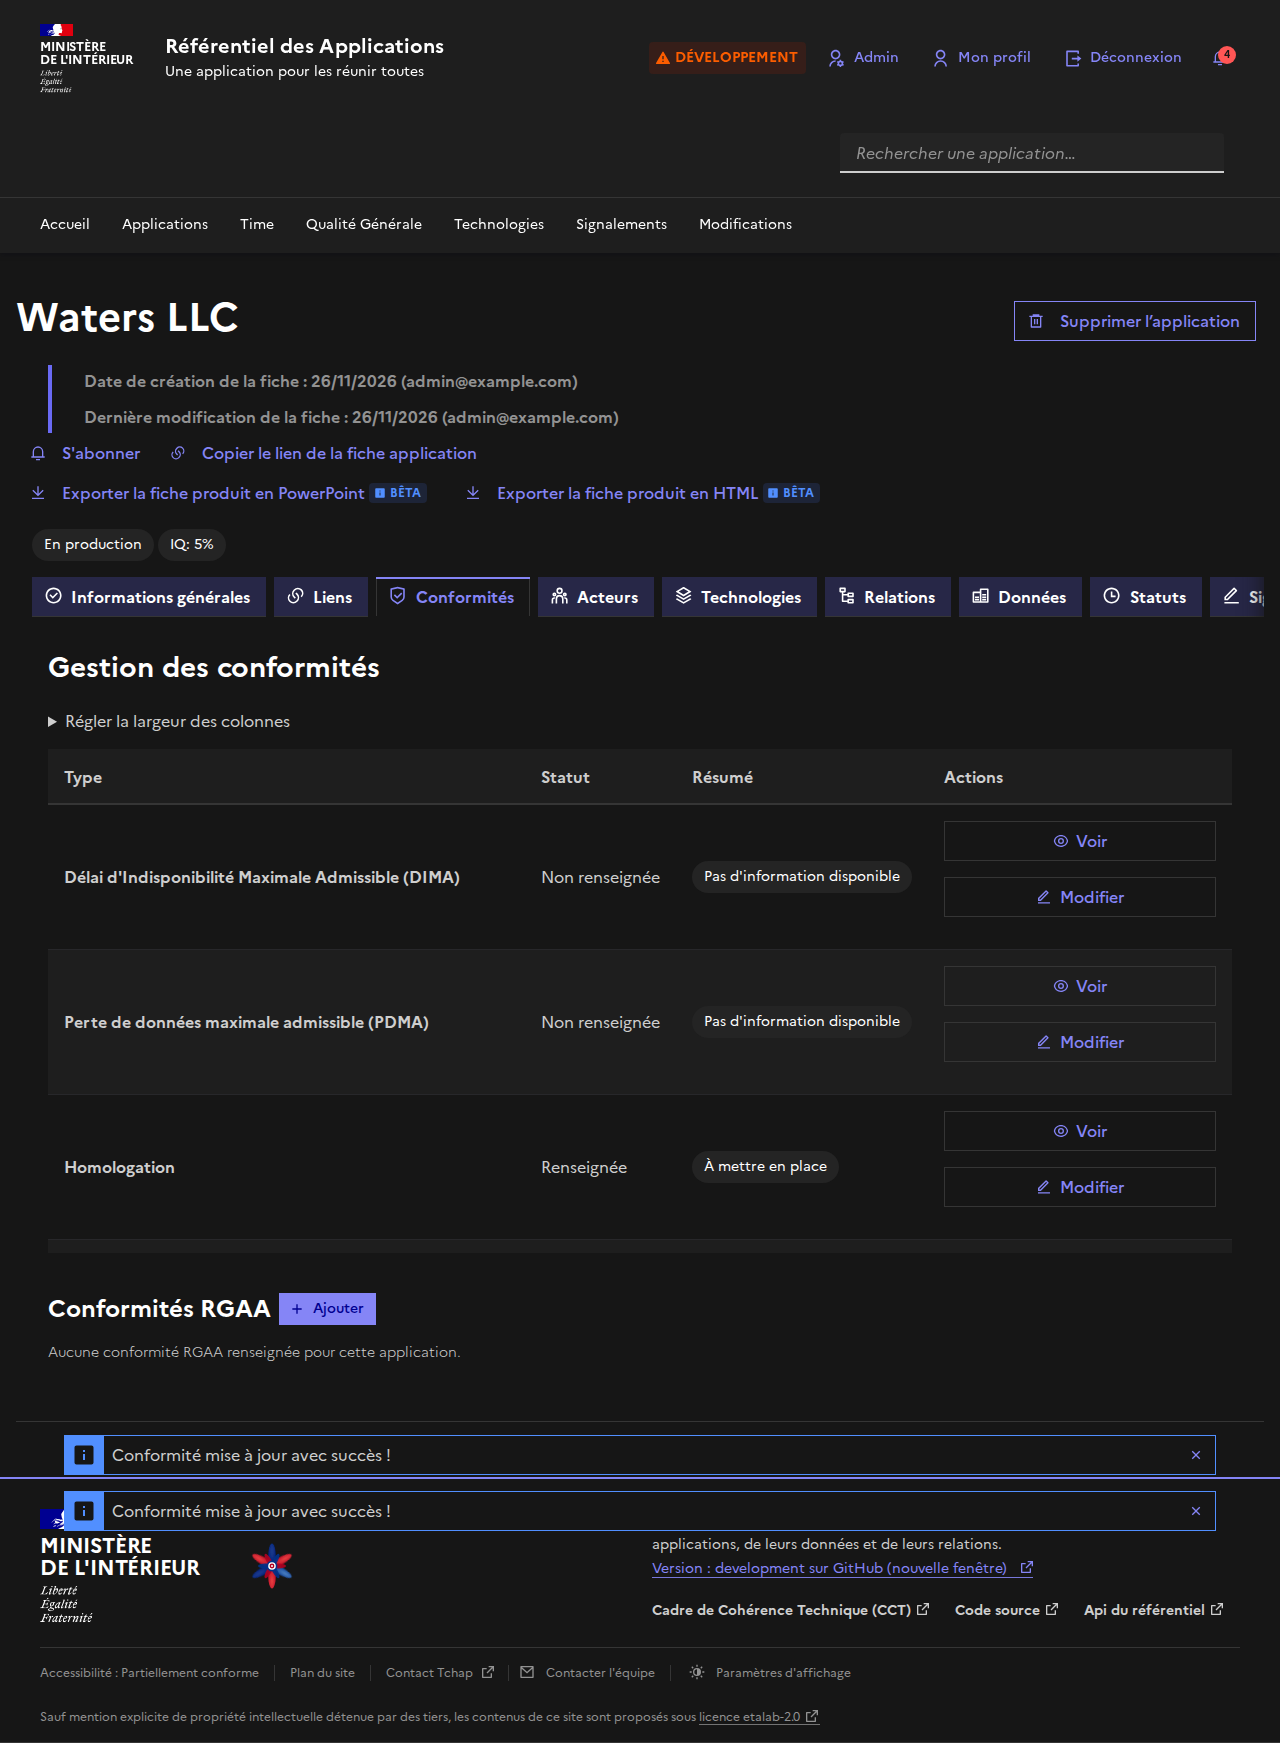 MINISTÈRE
DE L'INTÉRIEUR
Liberté
Égalité
Fraternité
Référentiel des Applications
Une application pour les réunir toutes
DÉVELOPPEMENT
Admin
Mon profil
Déconnexion
4
Rechercher une application...
Accueil
Applications
Time
Qualité Générale
Technologies
Signalements
Modifications
Waters LLC
Supprimer l’application
Date de création de la fiche : 26/11/2026 (admin@example.com)
Dernière modification de la fiche : 26/11/2026 (admin@example.com)
S'abonner
Copier le lien de la fiche application
Exporter la fiche produit en PowerPoint BÊTA
Exporter la fiche produit en HTML BÊTA
En production
IQ: 5%
Informations générales
Liens
Conformités
Acteurs
Technologies
Relations
Données
Statuts
Gestion des conformités
Régler la largeur des colonnes
Type Statut Résumé Actions
Délai d'Indisponibilité Maximale Admissible (DIMA) Non renseignée Pas d'information disponible
Voir
Modifier
Perte de données maximale admissible (PDMA) Non renseignée Pas d'information disponible
Voir
Modifier
Homologation Renseignée À mettre en place
Voir
Modifier
Conformités RGAA
Ajouter
Aucune conformité RGAA renseignée pour cette application.
Conformité mise à jour avec succès !
Conformité mise à jour avec succès !
MINISTÈRE
DE L'INTÉRIEUR
Liberté
Égalité
Fraternité
applications, de leurs données et de leurs relations.
Version : development sur GitHub (nouvelle fenêtre)
Cadre de Cohérence Technique (CCT)
Code source
Api du référentiel
Accessibilité : Partiellement conforme
Plan du site
Contact Tchap
Contacter l'équipe
Paramètres d'affichage
Sauf mention explicite de propriété intellectuelle détenue par des tiers, les contenus de ce site sont proposés sous licence etalab-2.0